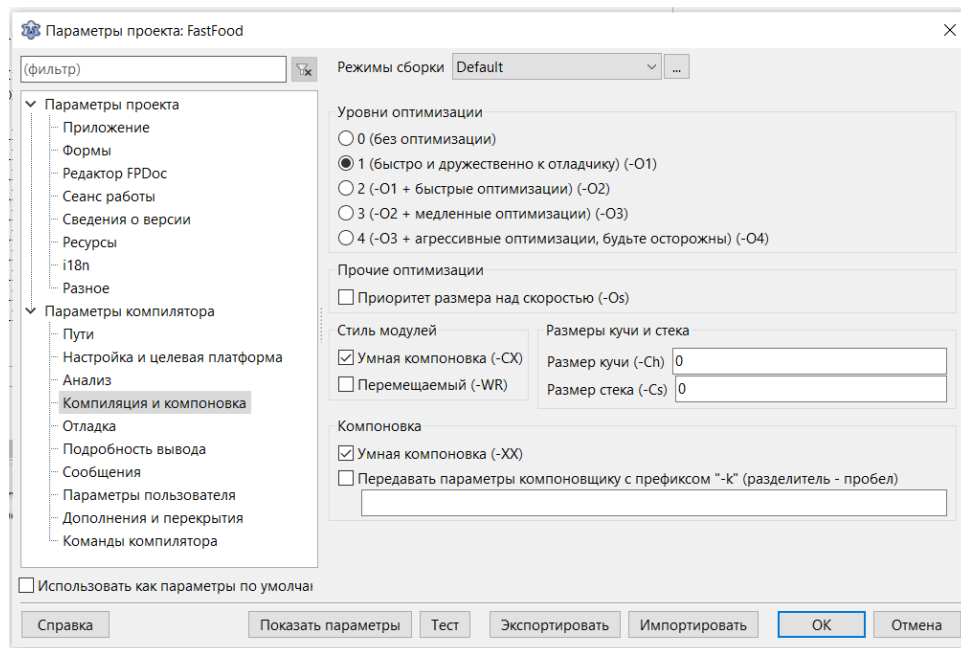 Параметры проекта: FastFood
(фильтр)
Режимы сборки Default ...
Параметры проекта
Приложение
Формы
Редактор FPDoc
Сеанс работы
Сведения о версии
Ресурсы
i18n
Разное
Параметры компилятора
Пути
Настройка и целевая платформа
Анализ
Компиляция и компоновка
Отладка
Подробность вывода
Сообщения
Параметры пользователя
Дополнения и перекрытия
Команды компилятора
Уровни оптимизации
0 (без оптимизации)
1 (быстро и дружественно к отладчику) (-O1)
2 (-O1 + быстрые оптимизации) (-O2)
3 (-O2 + медленные оптимизации) (-O3)
4 (-O3 + агрессивные оптимизации, будьте осторожны) (-O4)
Прочие оптимизации
Приоритет размера над скоростью (-Os)
Стиль модулей
Умная компоновка (-CX)
Перемещаемый (-WR)
Размеры кучи и стека
Размер кучи (-Ch) 0
Размер стека (-Cs) 0
Компоновка
Умная компоновка (-XX)
Передавать параметры компоновщику с префиксом "-k" (разделитель - пробел)
Использовать как параметры по умолчан
Справка Показать параметры Тест Экспортировать Импортировать OK Отмена